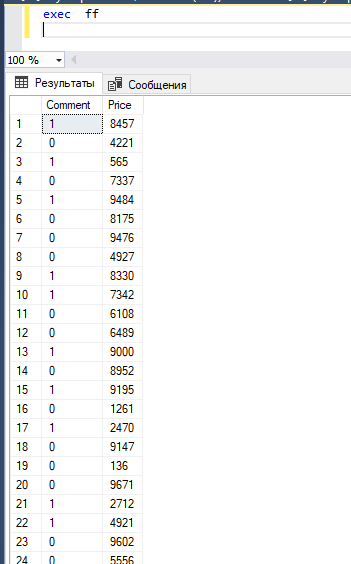 exec ff
100 %
Результаты Сообщения
Comment Price
1 1 8457
2 0 4221
3 1 565
4 0 7337
5 1 9484
6 0 8175
7 0 9476
8 0 4927
9 1 8330
10 1 7342
11 0 6108
12 0 6489
13 1 9000
14 0 8952
15 1 9195
16 0 1261
17 1 2470
18 0 9147
19 0 136
20 0 9671
21 1 2712
22 1 4921
23 0 9602
24 0 5556